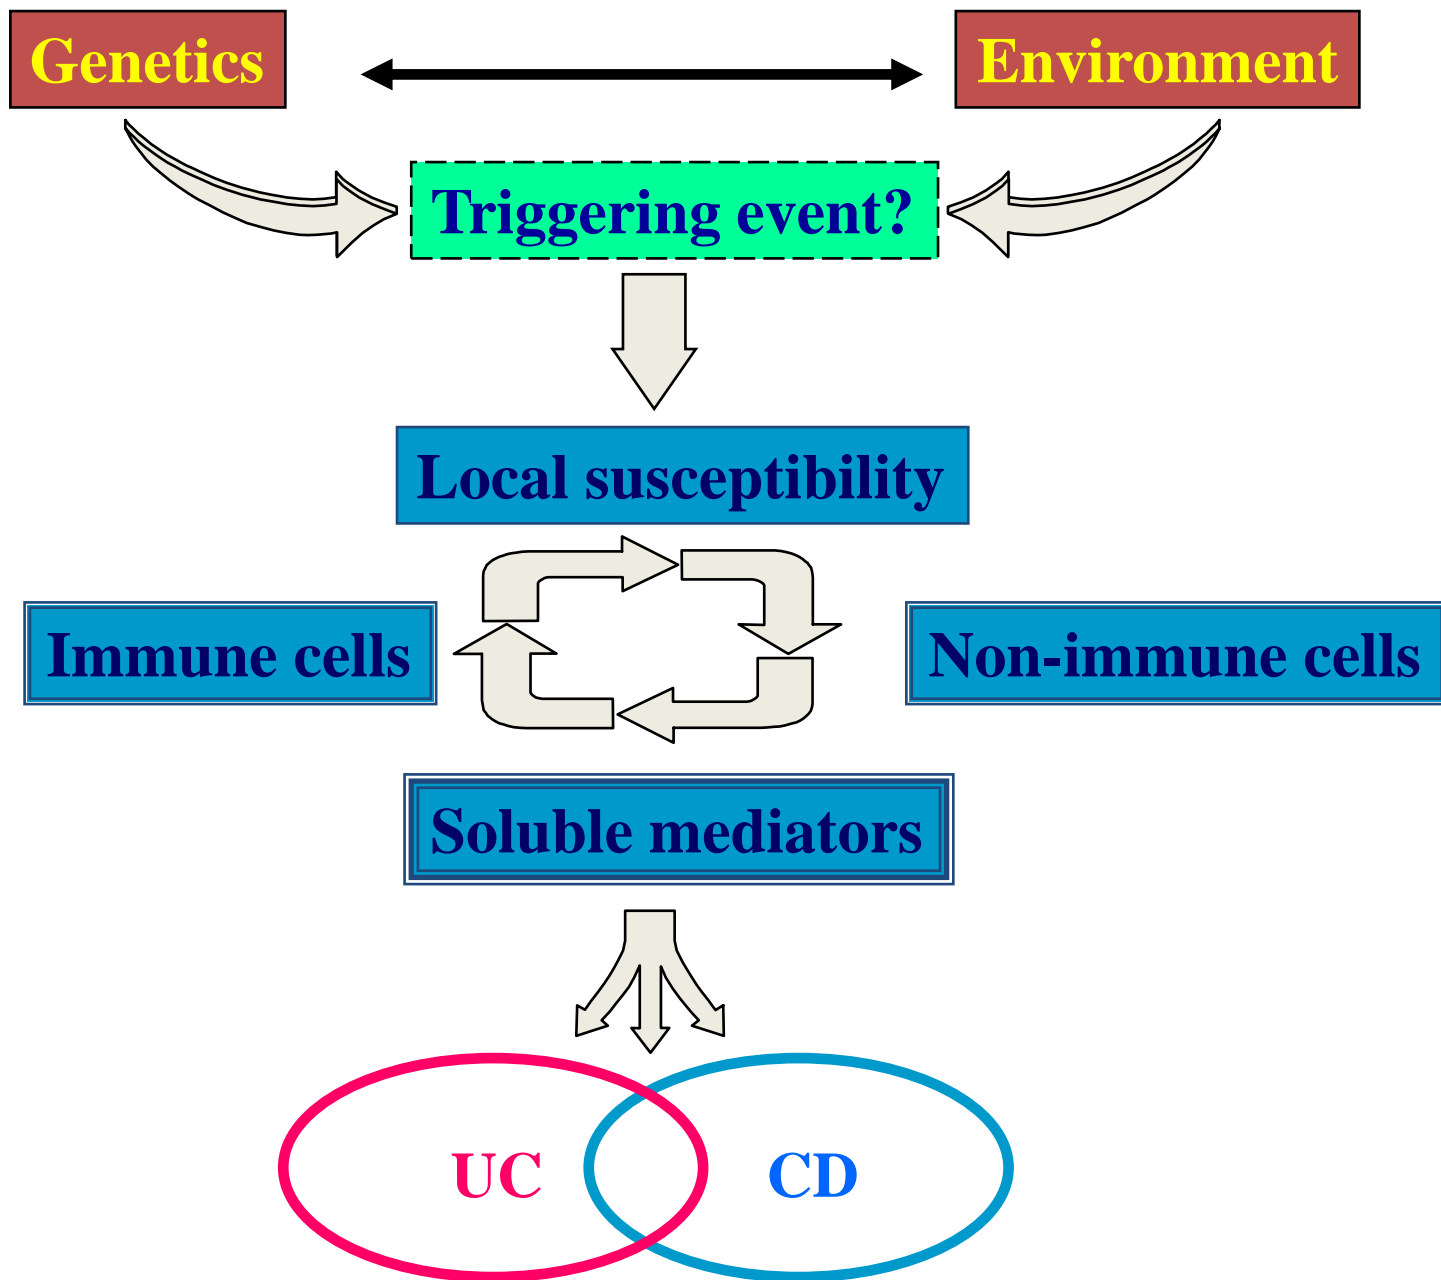 Genetics
Environment
Triggering event?
Local susceptibility
Immune cells
Non-immune cells
Soluble mediators
UC
CD